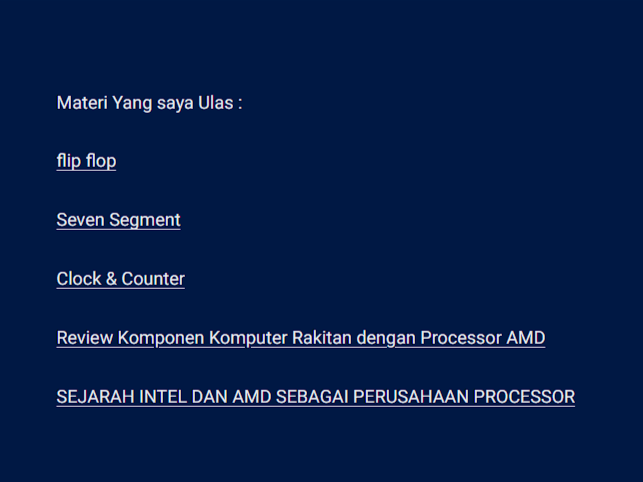 Materi Yang saya Ulas :
flip flop
Seven Segment
Clock & Counter
Review Komponen Komputer Rakitan dengan Processor AMD
SEJARAH INTEL DAN AMD SEBAGAI PERUSAHAAN PROCESSOR